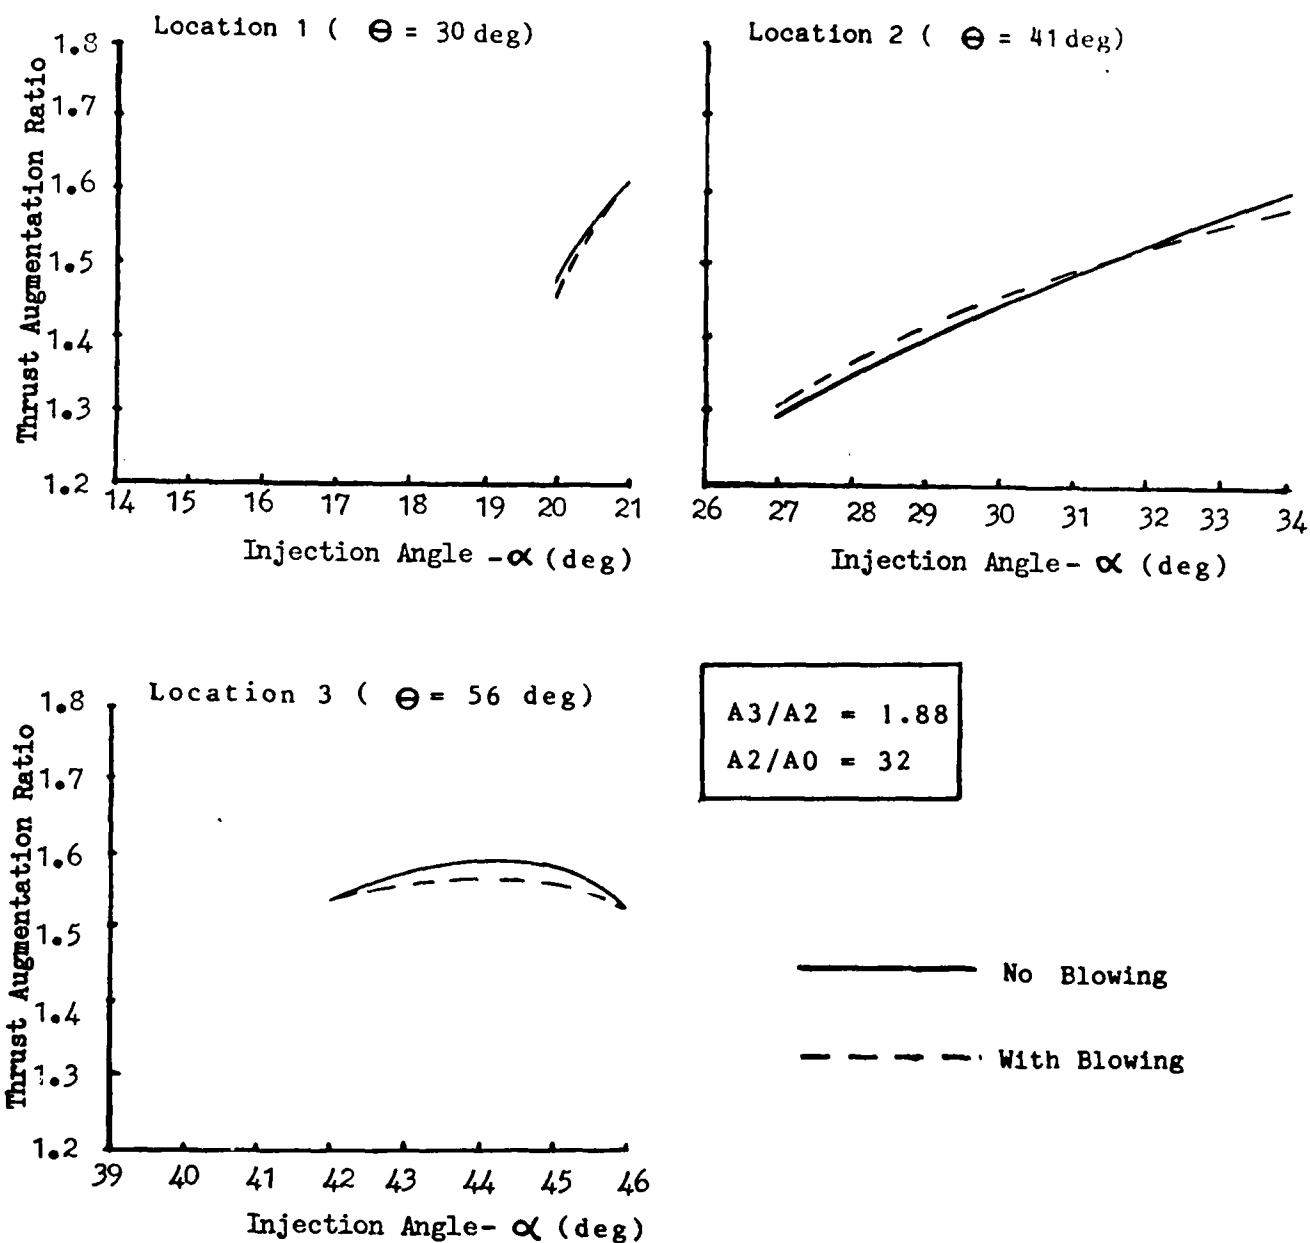 Location 1 ( Θ = 30 deg)
Thrust Augmentation Ratio
1.8
1.7
1.6
1.5
1.4
1.3
1.2
14 15 16 17 18 19 20 21
Injection Angle - α (deg)
Location 2 ( Θ = 41 deg)
26 27 28 29 30 31 32 33 34
Injection Angle - α (deg)
Location 3 ( Θ = 56 deg)
Thrust Augmentation Ratio
1.8
1.7
1.6
1.5
1.4
1.3
1.2
39 40 41 42 43 44 45 46
Injection Angle - α (deg)
A3/A2 = 1.88
A2/A0 = 32
No Blowing
With Blowing